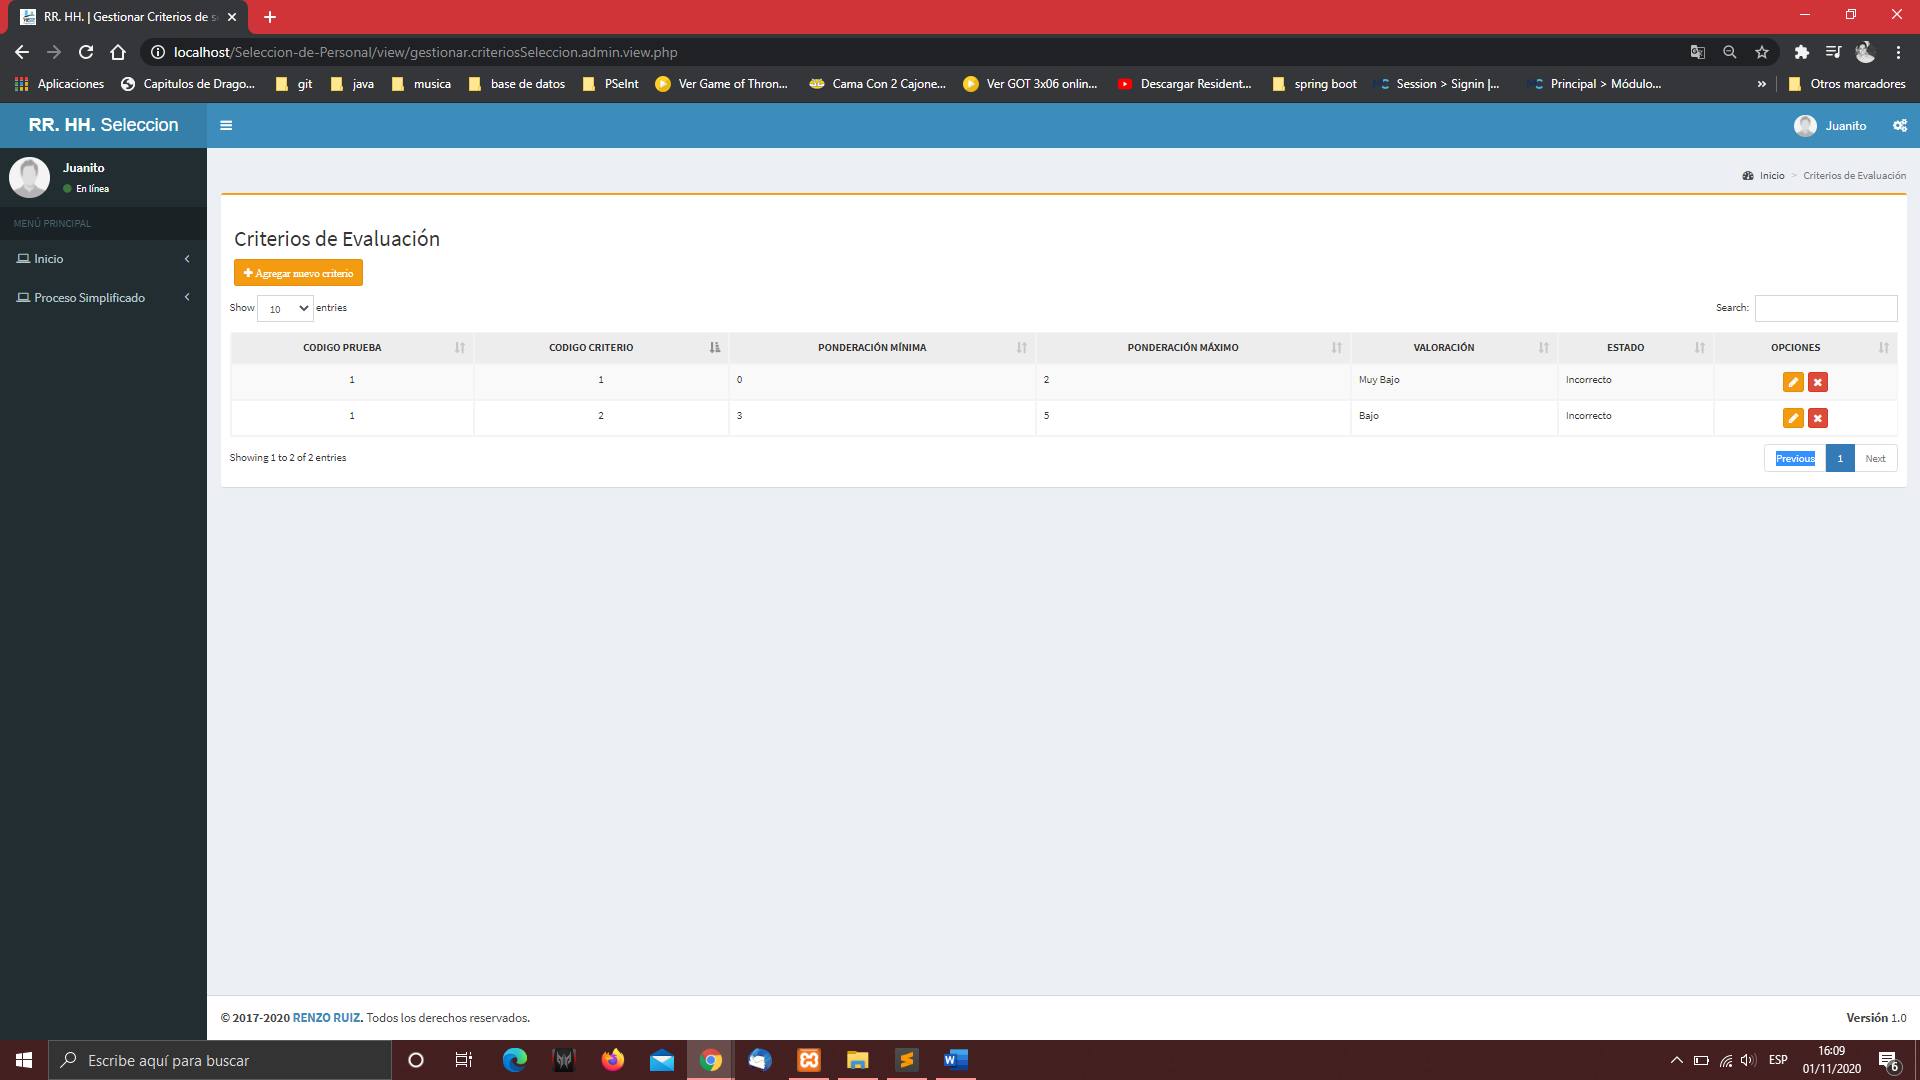 RR. HH. | Gestionar Criterios de s
localhost/Seleccion-de-Personal/view/gestionar.criteriosSeleccion.admin.view.php
Aplicaciones Capitulos de Drago... git java musica base de datos PSeInt Ver Game of Thron... Cama Con 2 Cajone... Ver GOT 3x06 onlin... Descargar Resident... spring boot Session > Signin |... Principal > Módulo... » Otros marcadores
RR. HH. Seleccion
Juanito
Juanito
En línea
MENÚ PRINCIPAL
Inicio
Proceso Simplificado
Inicio > Criterios de Evaluación
Criterios de Evaluación
Agregar nuevo criterio
Show 10 entries
Search:
CODIGO PRUEBA CODIGO CRITERIO PONDERACIÓN MÍNIMA PONDERACIÓN MÁXIMO VALORACIÓN ESTADO OPCIONES
1 1 0 2 Muy Bajo Incorrecto
1 2 3 5 Bajo Incorrecto
Showing 1 to 2 of 2 entries
Previous 1 Next
© 2017-2020 RENZO RUIZ. Todos los derechos reservados.
Versión 1.0
Escribe aquí para buscar
ESP
16:09
01/11/2020
6